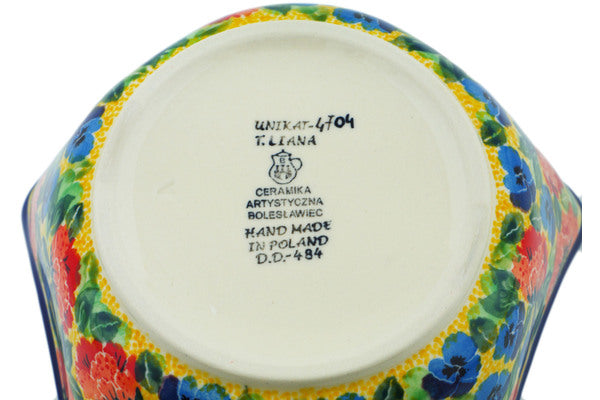 UNIKAT-4704
T.LIANA
CERAMIKA
ARTYSTYCZNA
BOLESŁAWIEC
HAND MADE
IN POLAND
D.D.-484